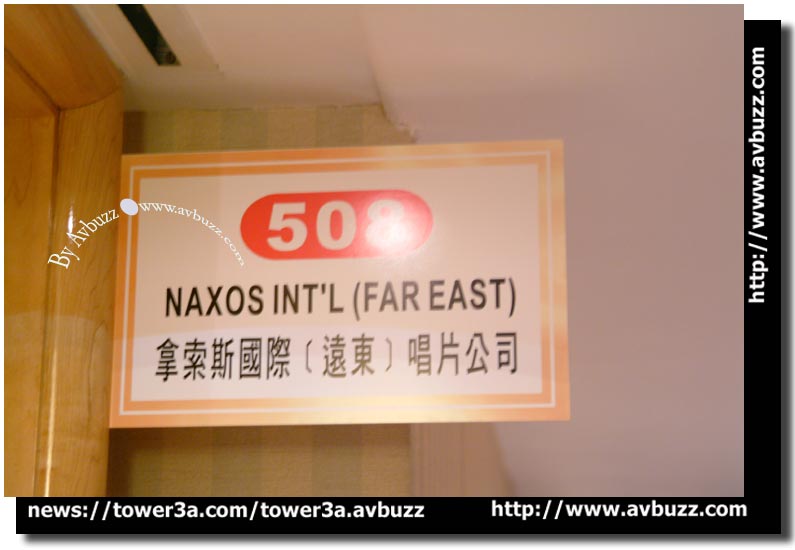 508
NAXOS INT'L (FAR EAST)
拿索斯國際﹝遠東﹞唱片公司
By Avbuzz www.avbuzz.com
http://www.avbuzz.com
news://tower3a.com/tower3a.avbuzz http://www.avbuzz.com